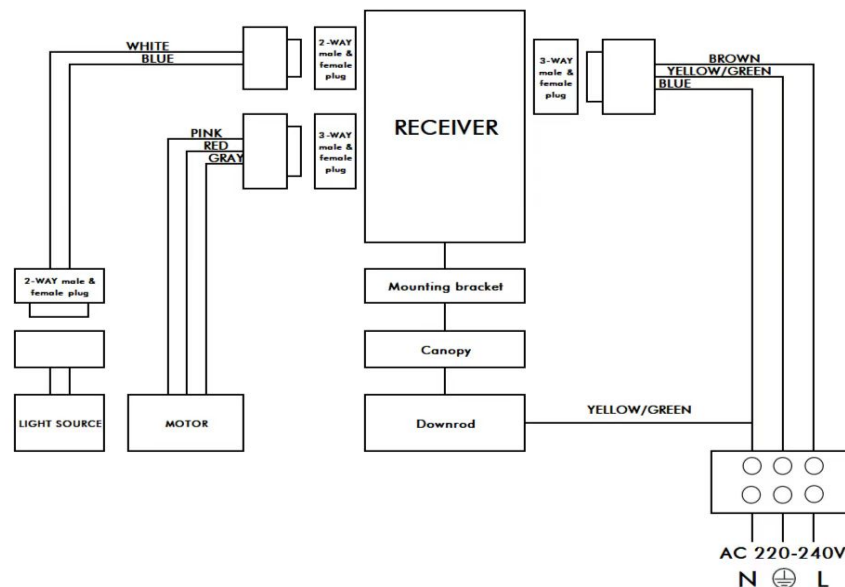 WHITE
BLUE
2-WAY
male &
female
plug
PINK
RED
GRAY
3-WAY
male &
female
plug
RECEIVER
3-WAY
male &
female
plug
BROWN
YELLOW/GREEN
BLUE
2-WAY male &
female plug
Mounting bracket
Canopy
LIGHT SOURCE
MOTOR
Downrod
YELLOW/GREEN
AC 220-240V
N L